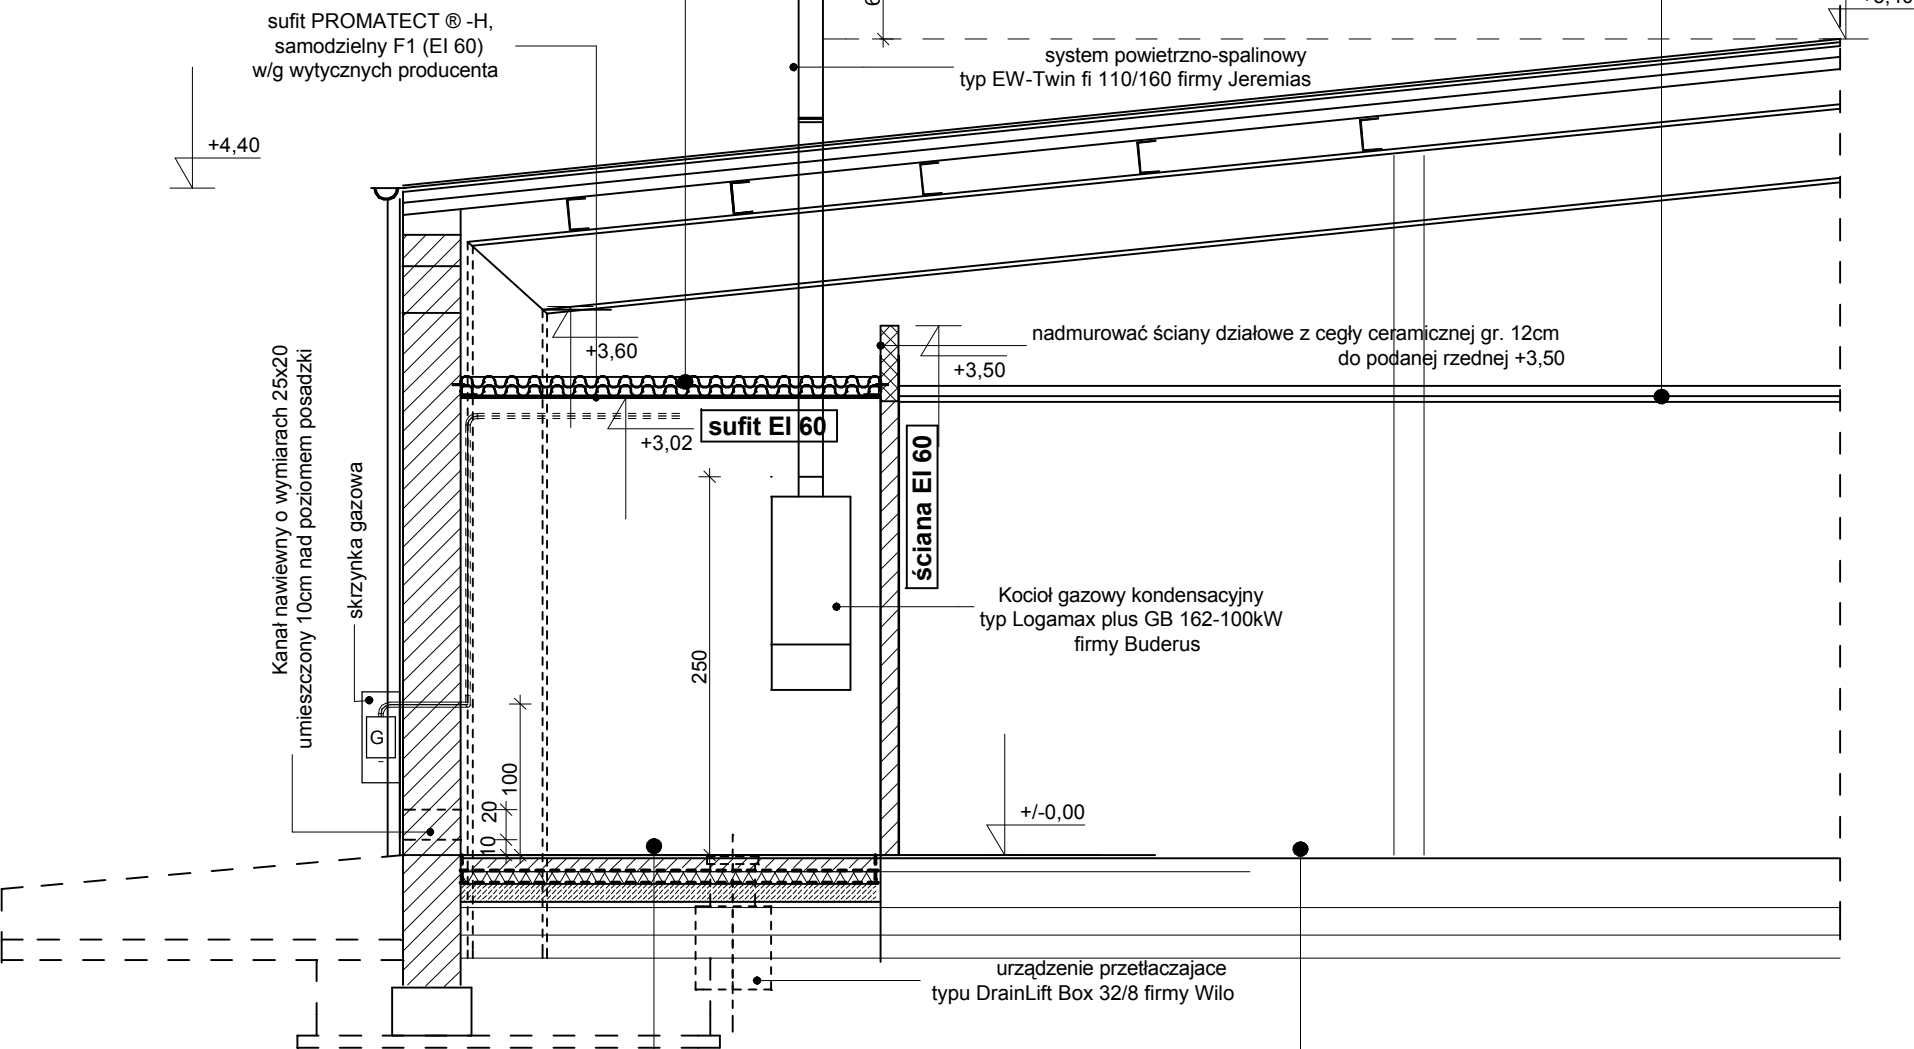 sufit PROMATECT ® -H,
samodzielny F1 (EI 60)
w/g wytycznych producenta
system powietrzno-spalinowy
typ EW-Twin fi 110/160 firmy Jeremias
+4,40
+3,60
nadmurować ściany działowe z cegły ceramicznej gr. 12cm
do podanej rzednej +3,50
+3,50
sufit EI 60
+3,02
ściana EI 60
Kanał nawiewny o wymiarach 25x20
umieszczony 10cm nad poziomem posadzki
skrzynka gazowa
G
Kocioł gazowy kondensacyjny
typ Logamax plus GB 162-100kW
firmy Buderus
250
100
20
10
+/-0,00
urządzenie przetłaczajace
typu DrainLift Box 32/8 firmy Wilo